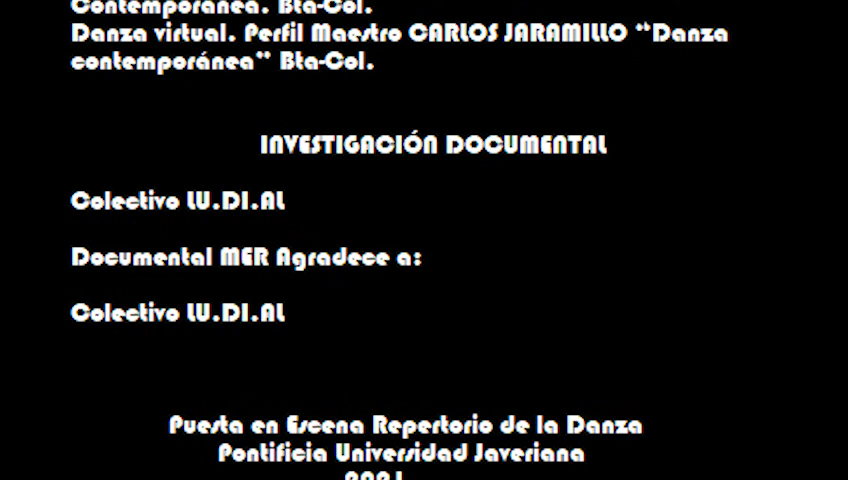 Contemporánea. Bta-Col.
Danza virtual. Perfil Maestro CARLOS JARAMILLO “Danza
contemporánea” Bta-Col.
INVESTIGACIÓN DOCUMENTAL
Colectivo LU.DI.AL
Documental MER Agradece a:
Colectivo LU.DI.AL
Puesta en Escena Repertorio de la Danza
Pontificia Universidad Javeriana